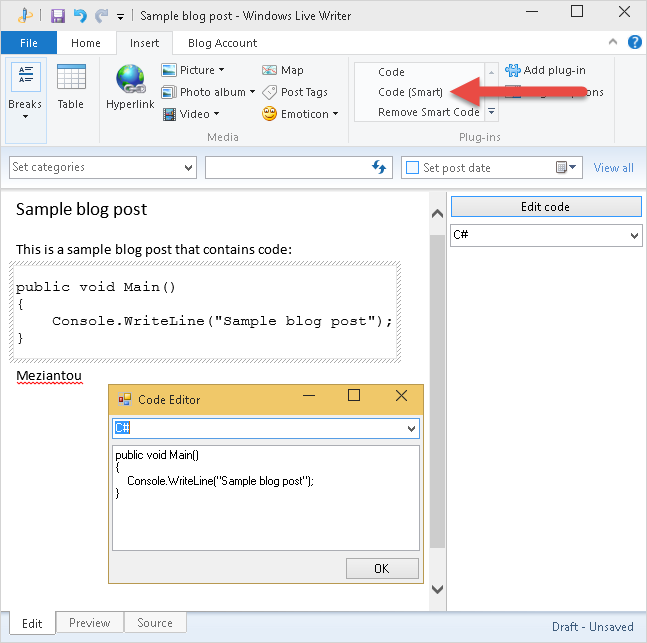 Sample blog post - Windows Live Writer
File Home Insert Blog Account
Breaks
Table
Hyperlink
Picture
Photo album
Video
Map
Post Tags
Emoticon
Media
Code
Code (Smart)
Remove Smart Code
Add plug-in
Plug-ins
Set categories
Set post date
View all
Sample blog post
This is a sample blog post that contains code:
public void Main()
{
Console.WriteLine("Sample blog post");
}
Meziantou
Edit code
C#
Code Editor
C#
public void Main()
{
Console.WriteLine("Sample blog post");
}
OK
Edit Preview Source
Draft - Unsaved